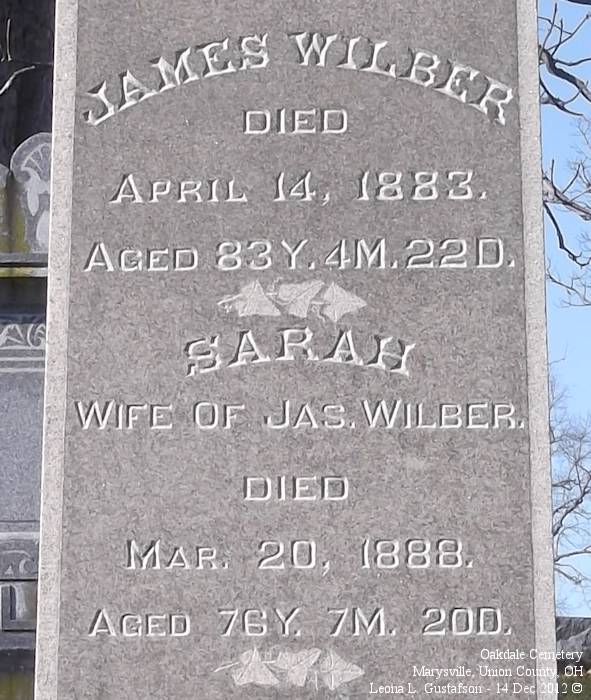 JAMES WILBER
DIED
APRIL 14, 1883.
AGED 83Y. 4M. 22D.
SARAH
WIFE OF JAS. WILBER.
DIED
MAR. 20, 1888.
AGED 76Y. 7M. 20D.
Oakdale Cemetery
Marysville, Union County, OH
Leona L. Gustafson - 14 Dec 2012 ©